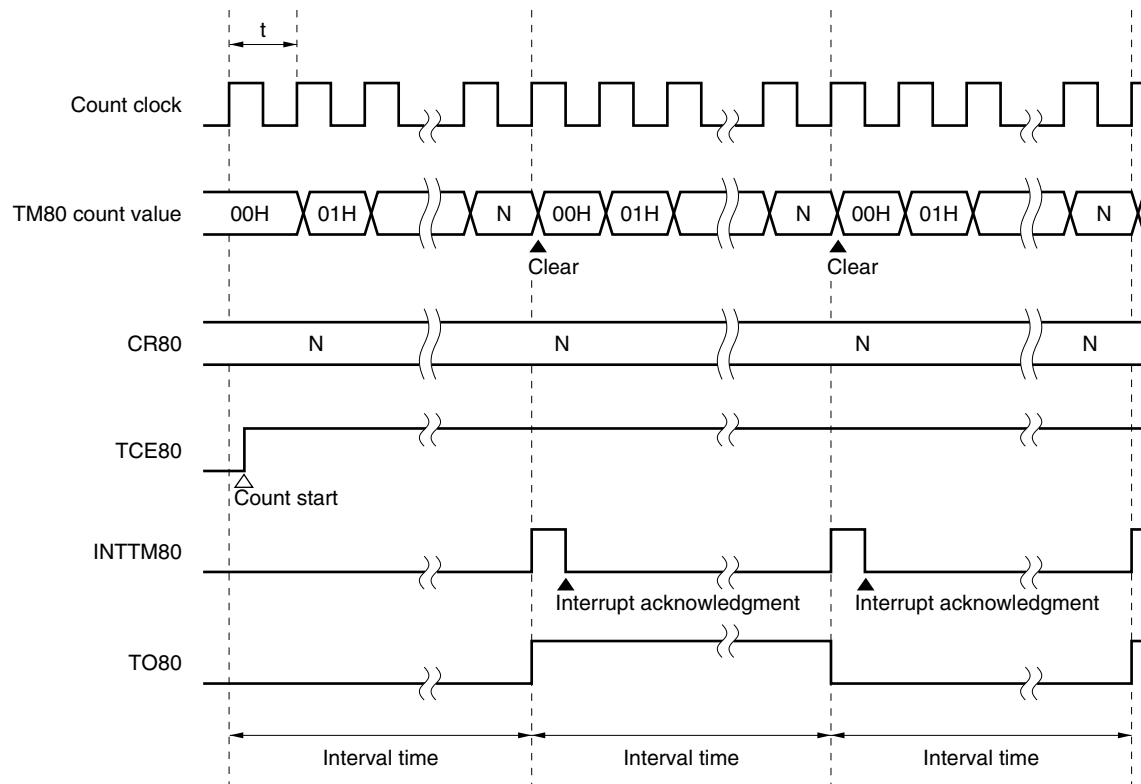 t
Count clock
TM80 count value 00H 01H N 00H 01H N 00H 01H N
Clear Clear
CR80 N N N N
TCE80
Count start
INTTM80
Interrupt acknowledgment Interrupt acknowledgment
TO80
Interval time Interval time Interval time